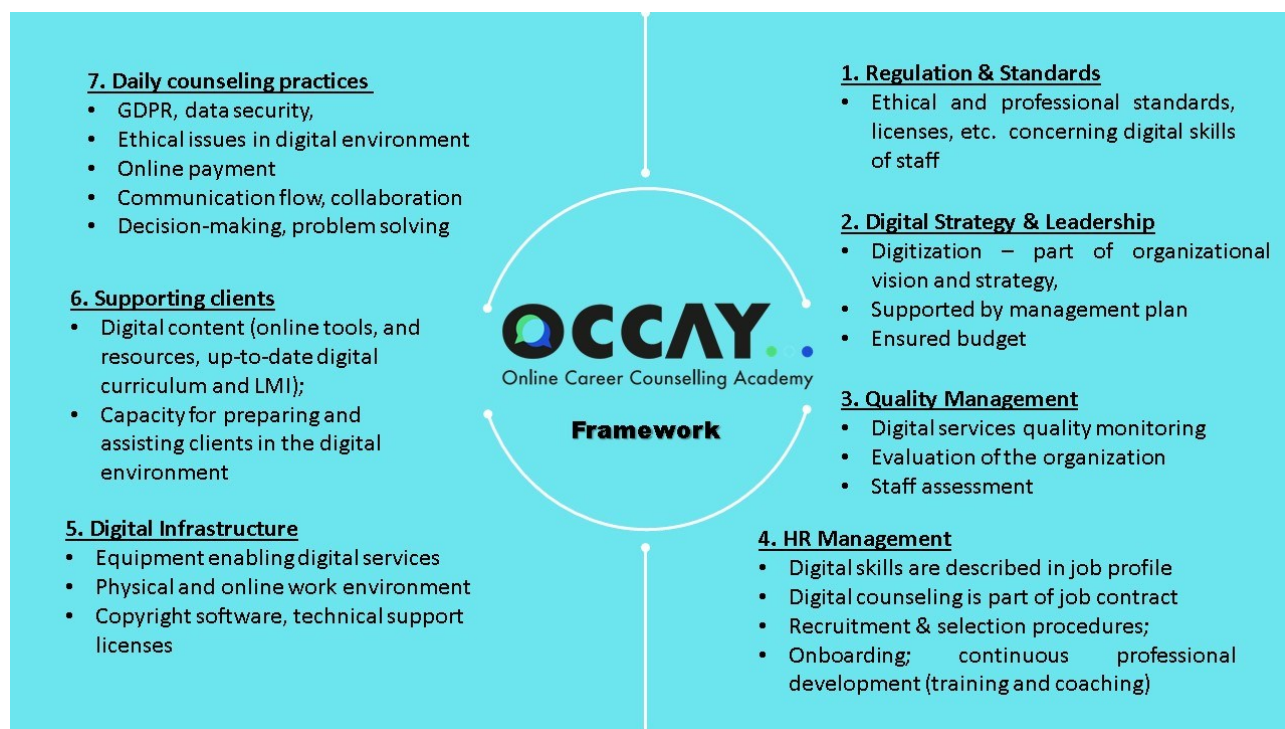 7. Daily counseling practices
• GDPR, data security,
• Ethical issues in digital environment
• Online payment
• Communication flow, collaboration
• Decision-making, problem solving
6. Supporting clients
• Digital content (online tools, and
resources, up-to-date digital
curriculum and LMI);
• Capacity for preparing and
assisting clients in the digital
environment
5. Digital Infrastructure
• Equipment enabling digital services
• Physical and online work environment
• Copyright software, technical support
licenses
OCCAY...
Online Career Counselling Academy
Framework
1. Regulation & Standards
• Ethical and professional standards,
licenses, etc. concerning digital skills
of staff
2. Digital Strategy & Leadership
• Digitization – part of organizational
vision and strategy,
• Supported by management plan
• Ensured budget
3. Quality Management
• Digital services quality monitoring
• Evaluation of the organization
• Staff assessment
4. HR Management
• Digital skills are described in job profile
• Digital counseling is part of job contract
• Recruitment & selection procedures;
• Onboarding; continuous professional
development (training and coaching)